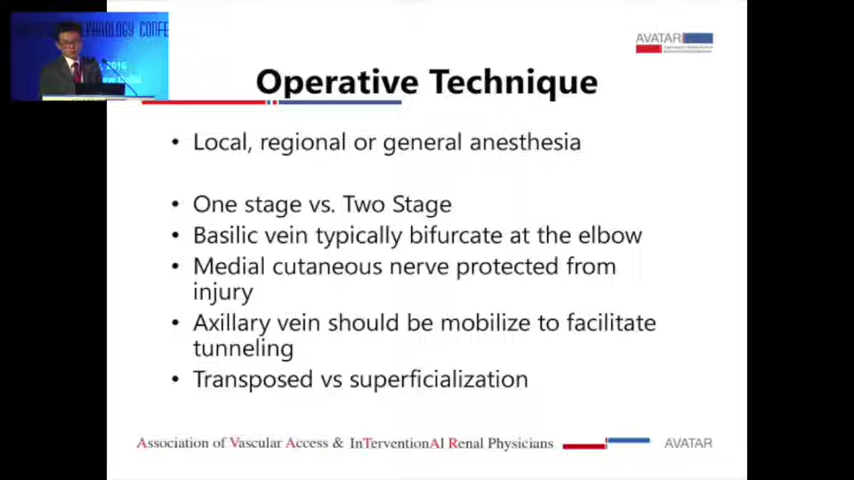 NOLOGY CONFE
, 2016
AVATAR
Operative Technique
• Local, regional or general anesthesia
• One stage vs. Two Stage
• Basilic vein typically bifurcate at the elbow
• Medial cutaneous nerve protected from
injury
• Axillary vein should be mobilize to facilitate
tunneling
• Transposed vs superficialization
Association of Vascular Access & InTerventionAl Renal Physicians
AVATAR